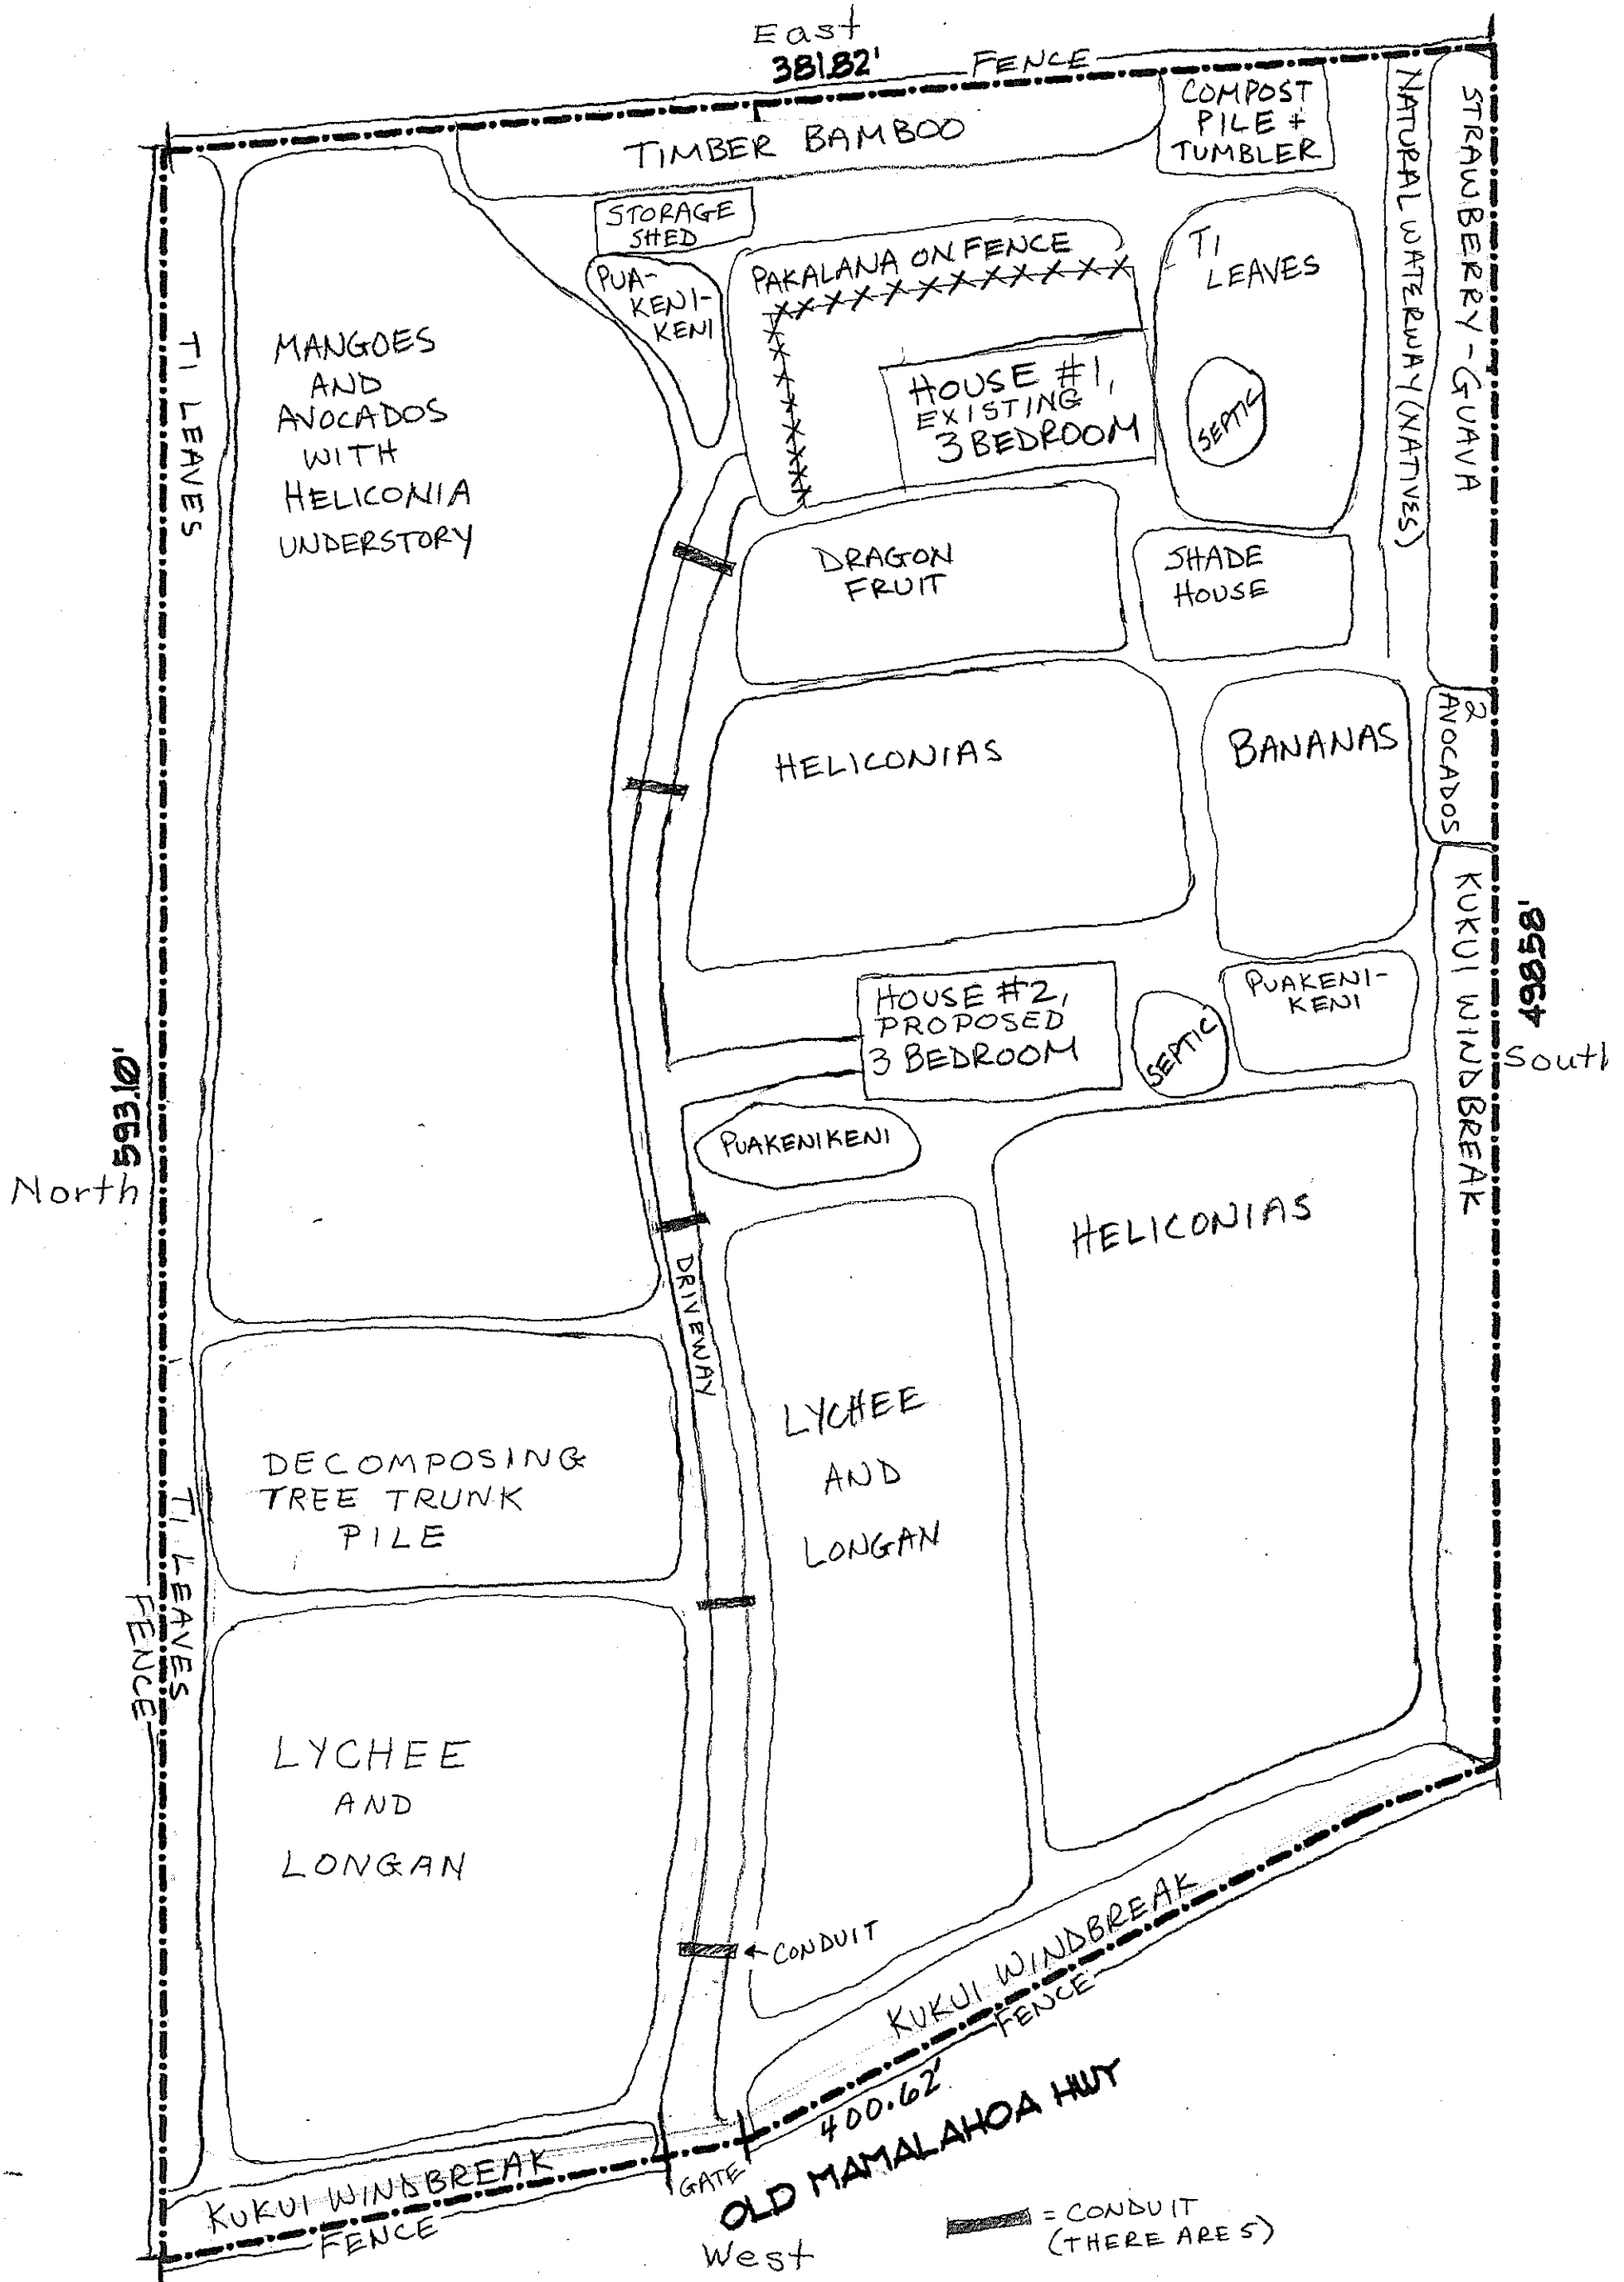 East
381.82'
FENCE
TIMBER BAMBOO
COMPOST
PILE +
TUMBLER
NATURAL WATERWAY (NATIVES)
STRAWBERRY-GUAVA
STORAGE
SHED
PUA-
KENI-
KENI
PAKALANA ON FENCE
XXXXXXXXXXXXX
XXXXXXXXXX
TI
LEAVES
TI LEAVES
MANGOES
AND
AVOCADOS
WITH
HELICONIA
UNDERSTORY
HOUSE #1,
EXISTING
3 BEDROOM
SEPTIC
DRAGON
FRUIT
SHADE
HOUSE
HELICONIAS
BANANAS
2
AVOCADOS
KUKUI WINDBREAK
498.58'
South
HOUSE #2,
PROPOSED
3 BEDROOM
SEPTIC
PUAKENI-
KENI
593.10'
North
PUAKENIKENI
HELICONIAS
DRIVEWAY
LYCHEE
AND
LONGAN
DECOMPOSING
TREE TRUNK
PILE
TI LEAVES
FENCE
LYCHEE
AND
LONGAN
CONDUIT
KUKUI WINDBREAK
FENCE
400.62'
OLD MAMALAHOA HWY
GATE
KUKUI WINDBREAK
FENCE
West
= CONDUIT
(THERE ARE 5)